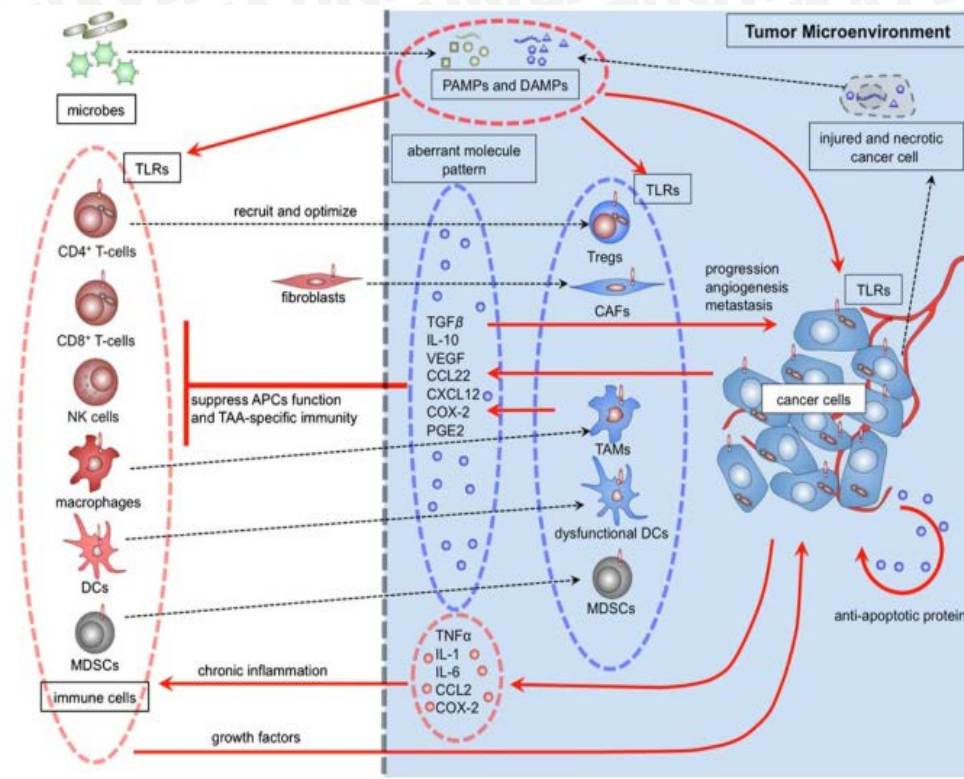 Tumor Microenvironment
PAMPs and DAMPs
microbes
injured and necrotic
cancer cell
aberrant molecule
pattern
TLRs
TLRs
recruit and optimize
CD4⁺ T-cells
Tregs
fibroblasts
CAFs
progression
angiogenesis
metastasis
TLRs
CD8⁺ T-cells
TGFβ
IL-10
VEGF
CCL22
CXCL12
COX-2
PGE2
NK cells
suppress APCs function
and TAA-specific immunity
cancer cells
macrophages
TAMs
dysfunctional DCs
DCs
MDSCs
anti-apoptotic protein
MDSCs
TNFα
IL-1
IL-6
CCL2
COX-2
chronic inflammation
immune cells
growth factors